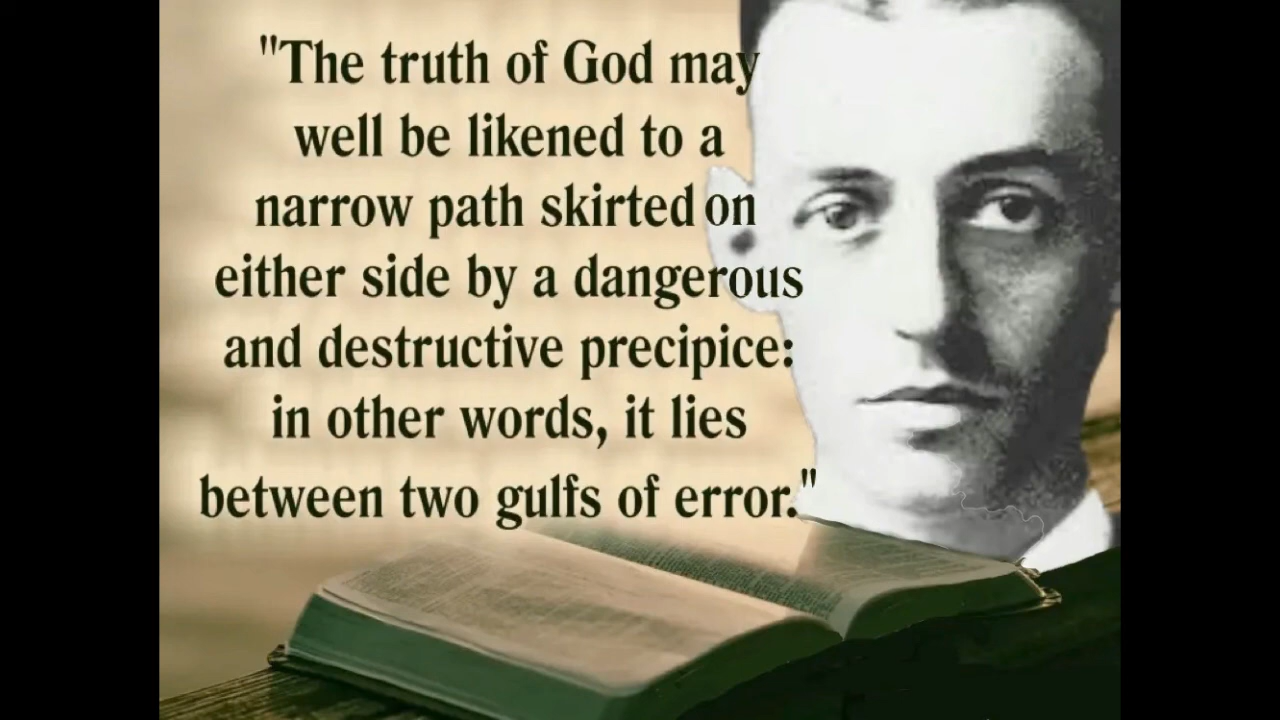 "The truth of God may
well be likened to a
narrow path skirted on
either side by a dangerous
and destructive precipice:
in other words, it lies
between two gulfs of error."